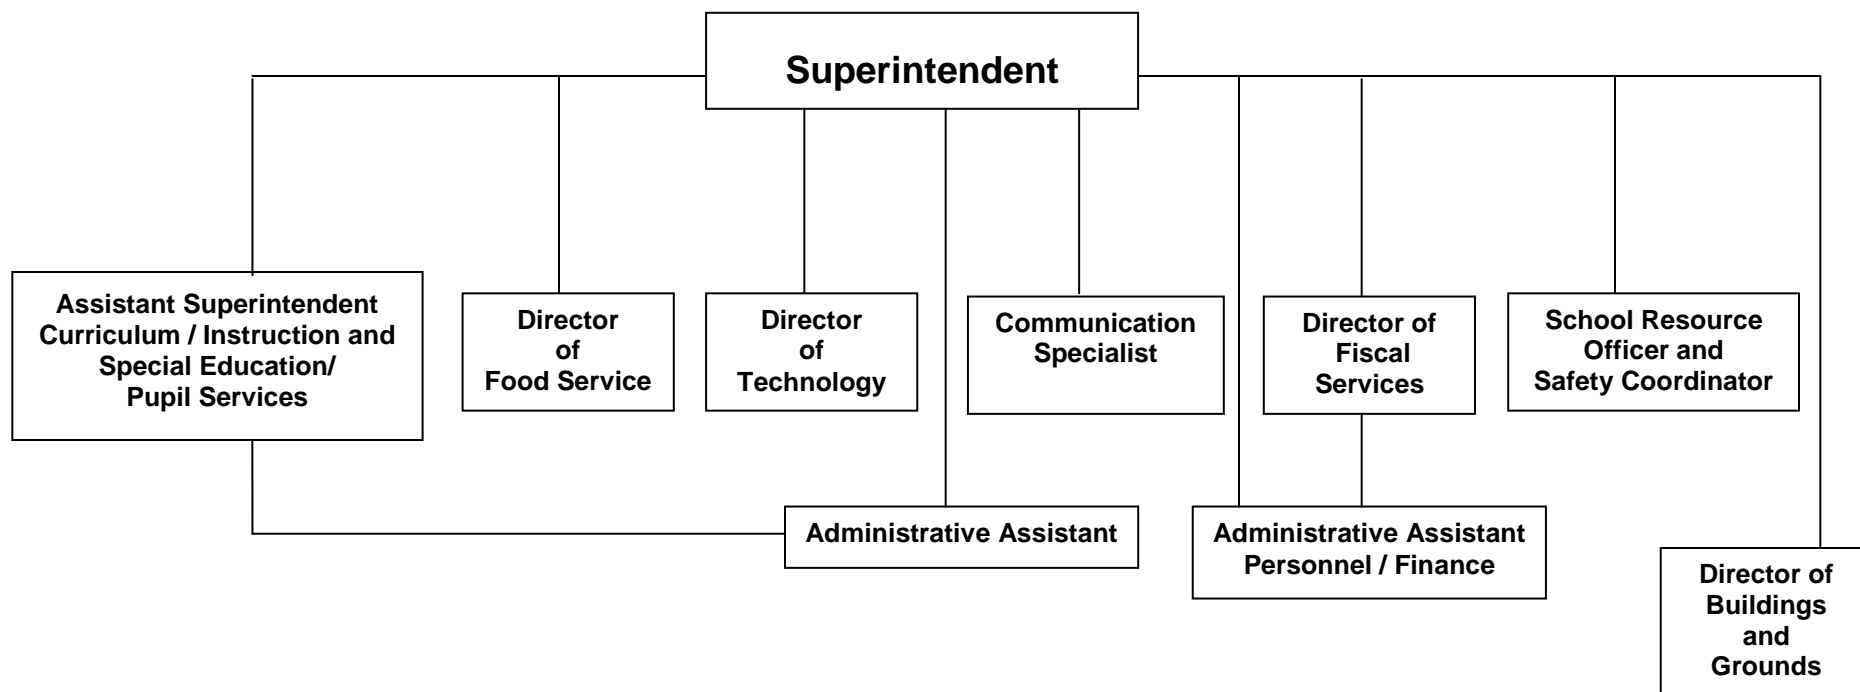 Superintendent
Assistant Superintendent
Curriculum / Instruction and
Special Education/
Pupil Services
Director
of
Food Service
Director
of
Technology
Communication
Specialist
Director of
Fiscal
Services
School Resource
Officer and
Safety Coordinator
Administrative Assistant
Administrative Assistant
Personnel / Finance
Director of
Buildings
and
Grounds